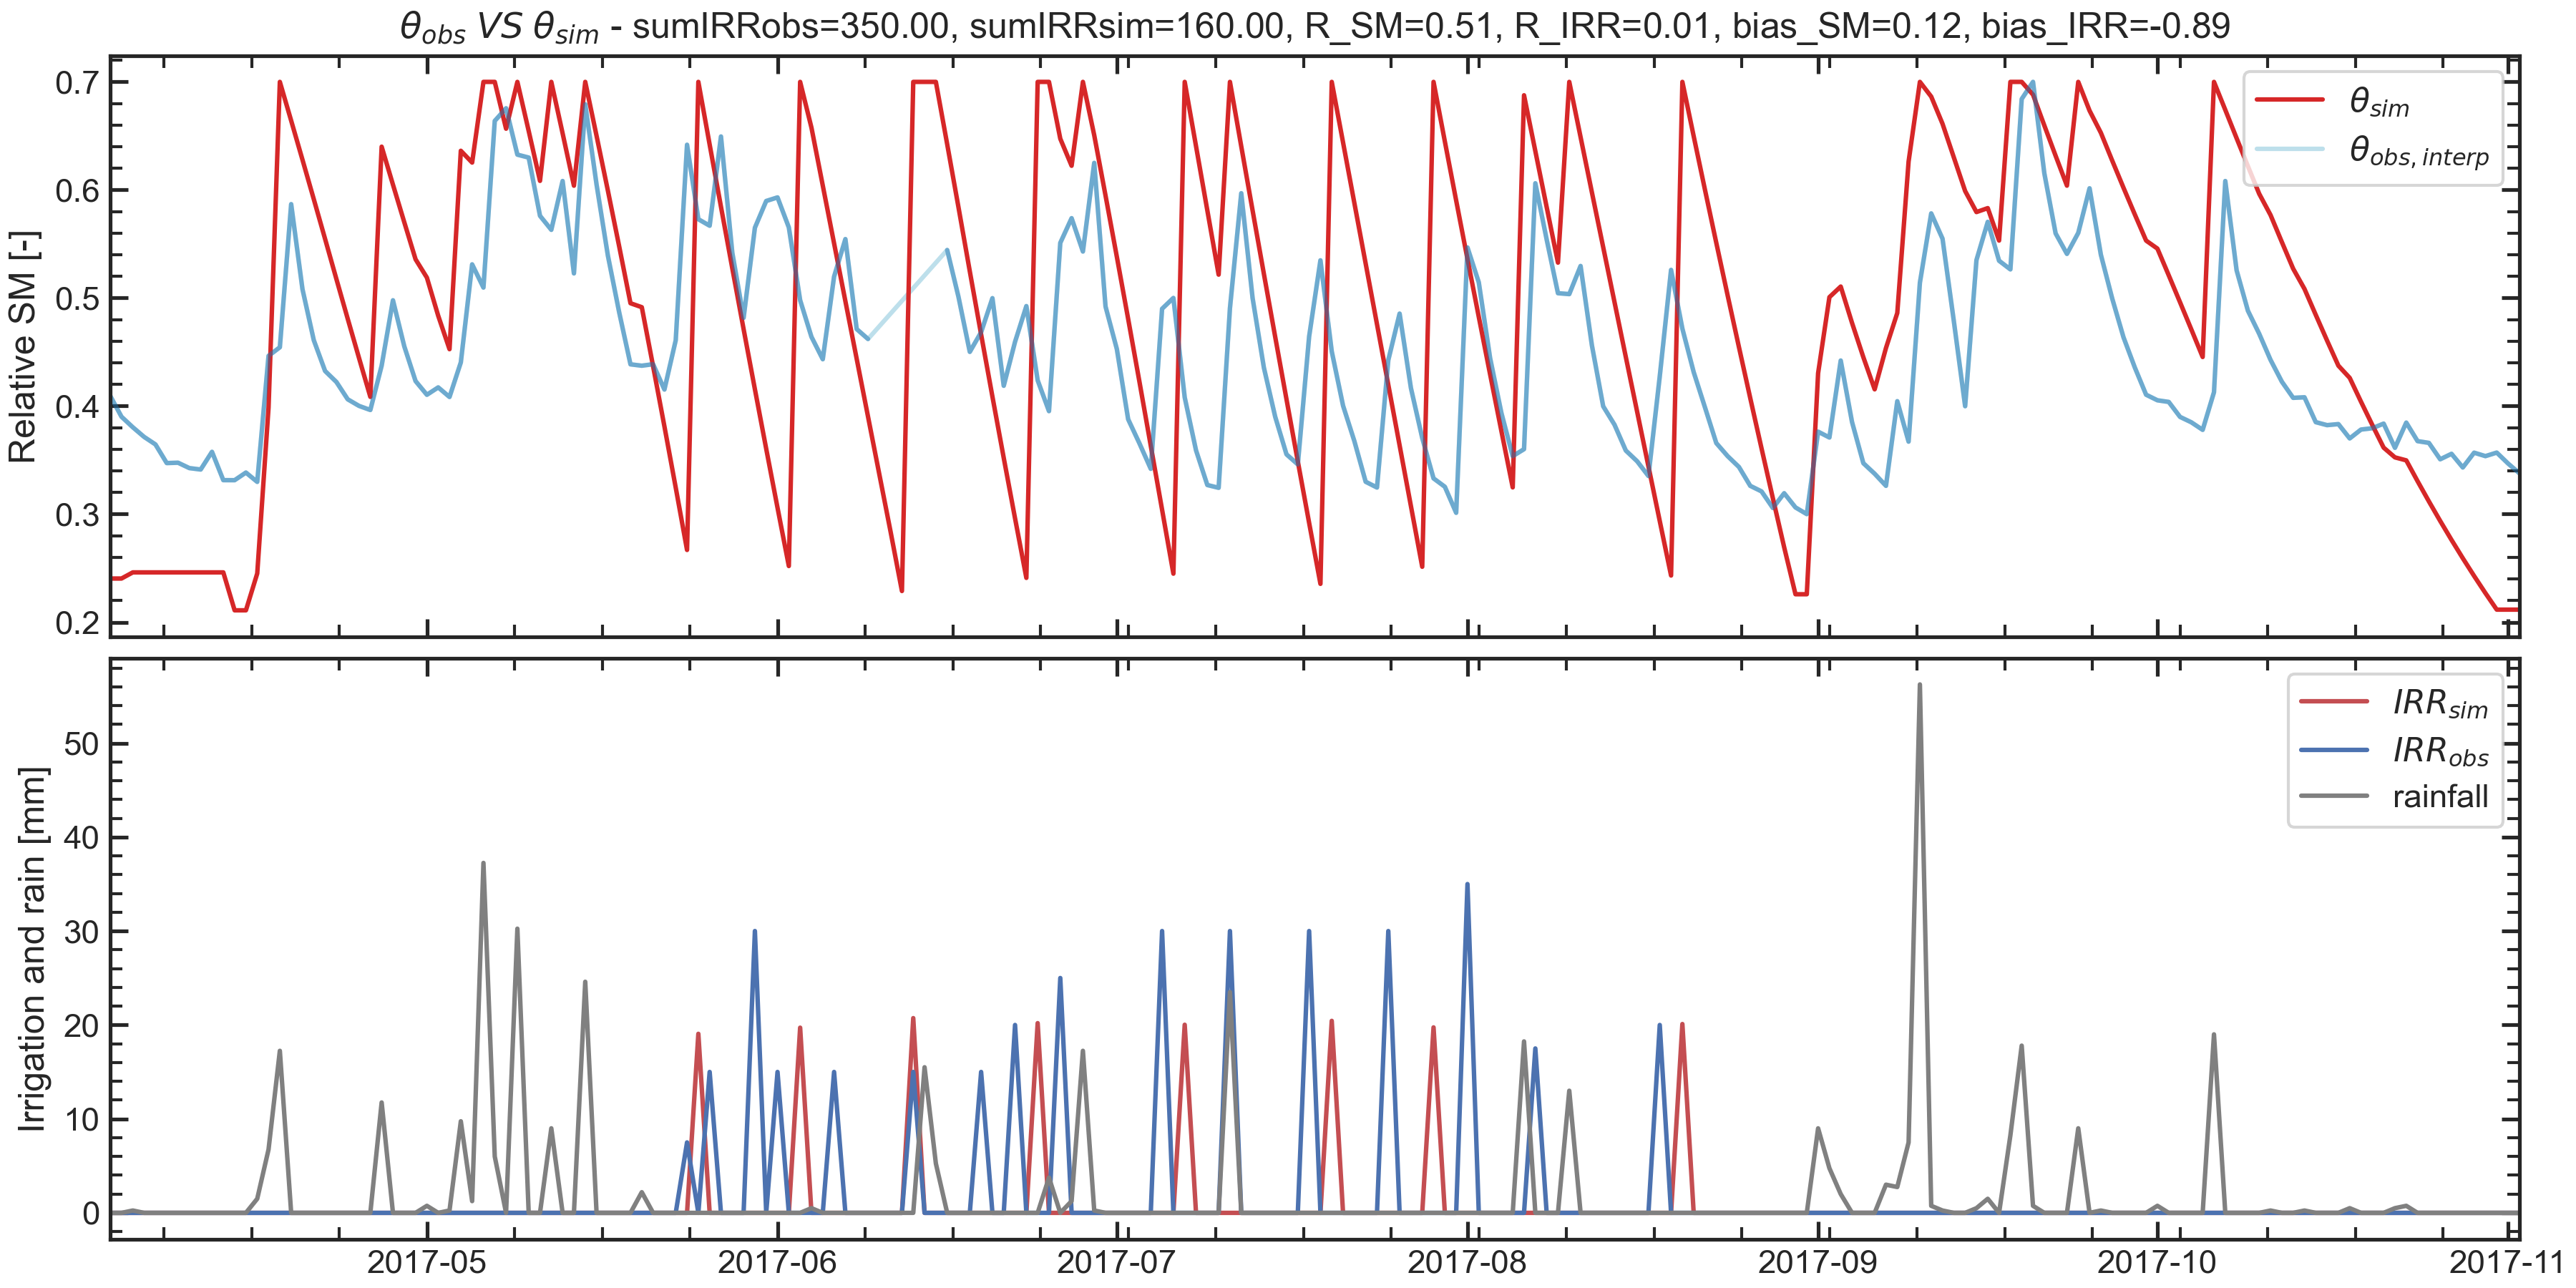 θobs VS θsim - sumIRRobs=350.00, sumIRRsim=160.00, R_SM=0.51, R_IRR=0.01, bias_SM=0.12, bias_IRR=-0.89
Relative SM [-]
0.7
0.6
0.5
0.4
0.3
0.2
θsim
θobs, interp
Irrigation and rain [mm]
50
40
30
20
10
0
IRRsim
IRRobs
rainfall
2017-05 2017-06 2017-07 2017-08 2017-09 2017-10 2017-11